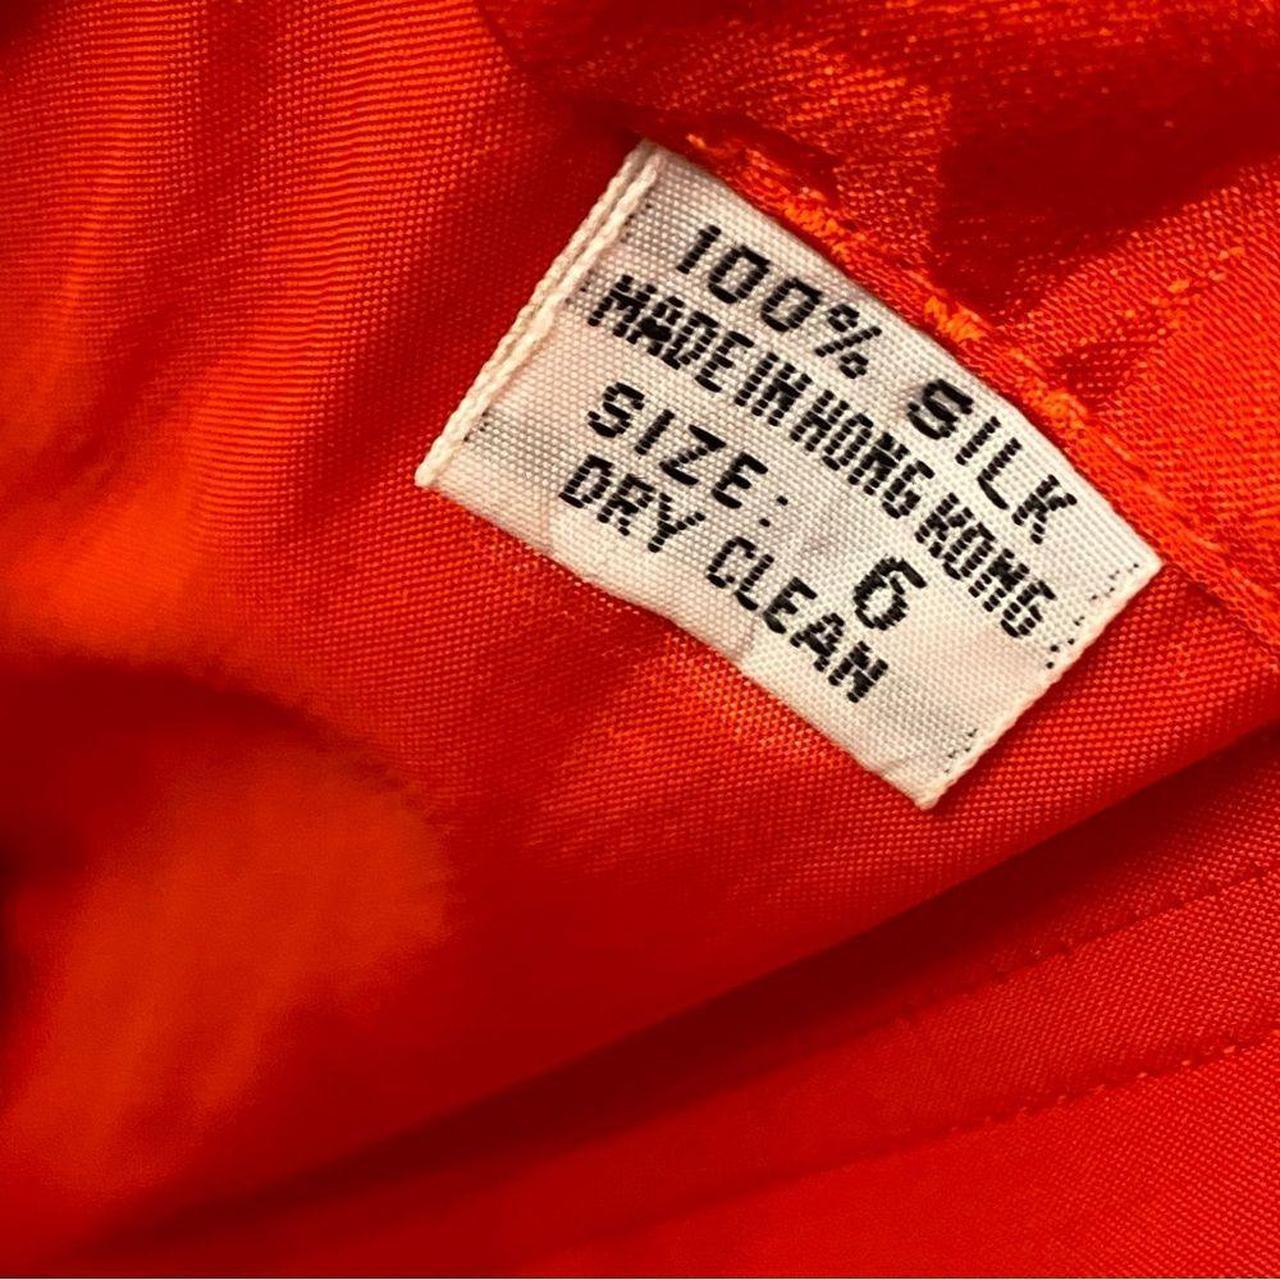 100% SILK
MADE IN HONG KONG
SIZE: 6
DRY CLEAN